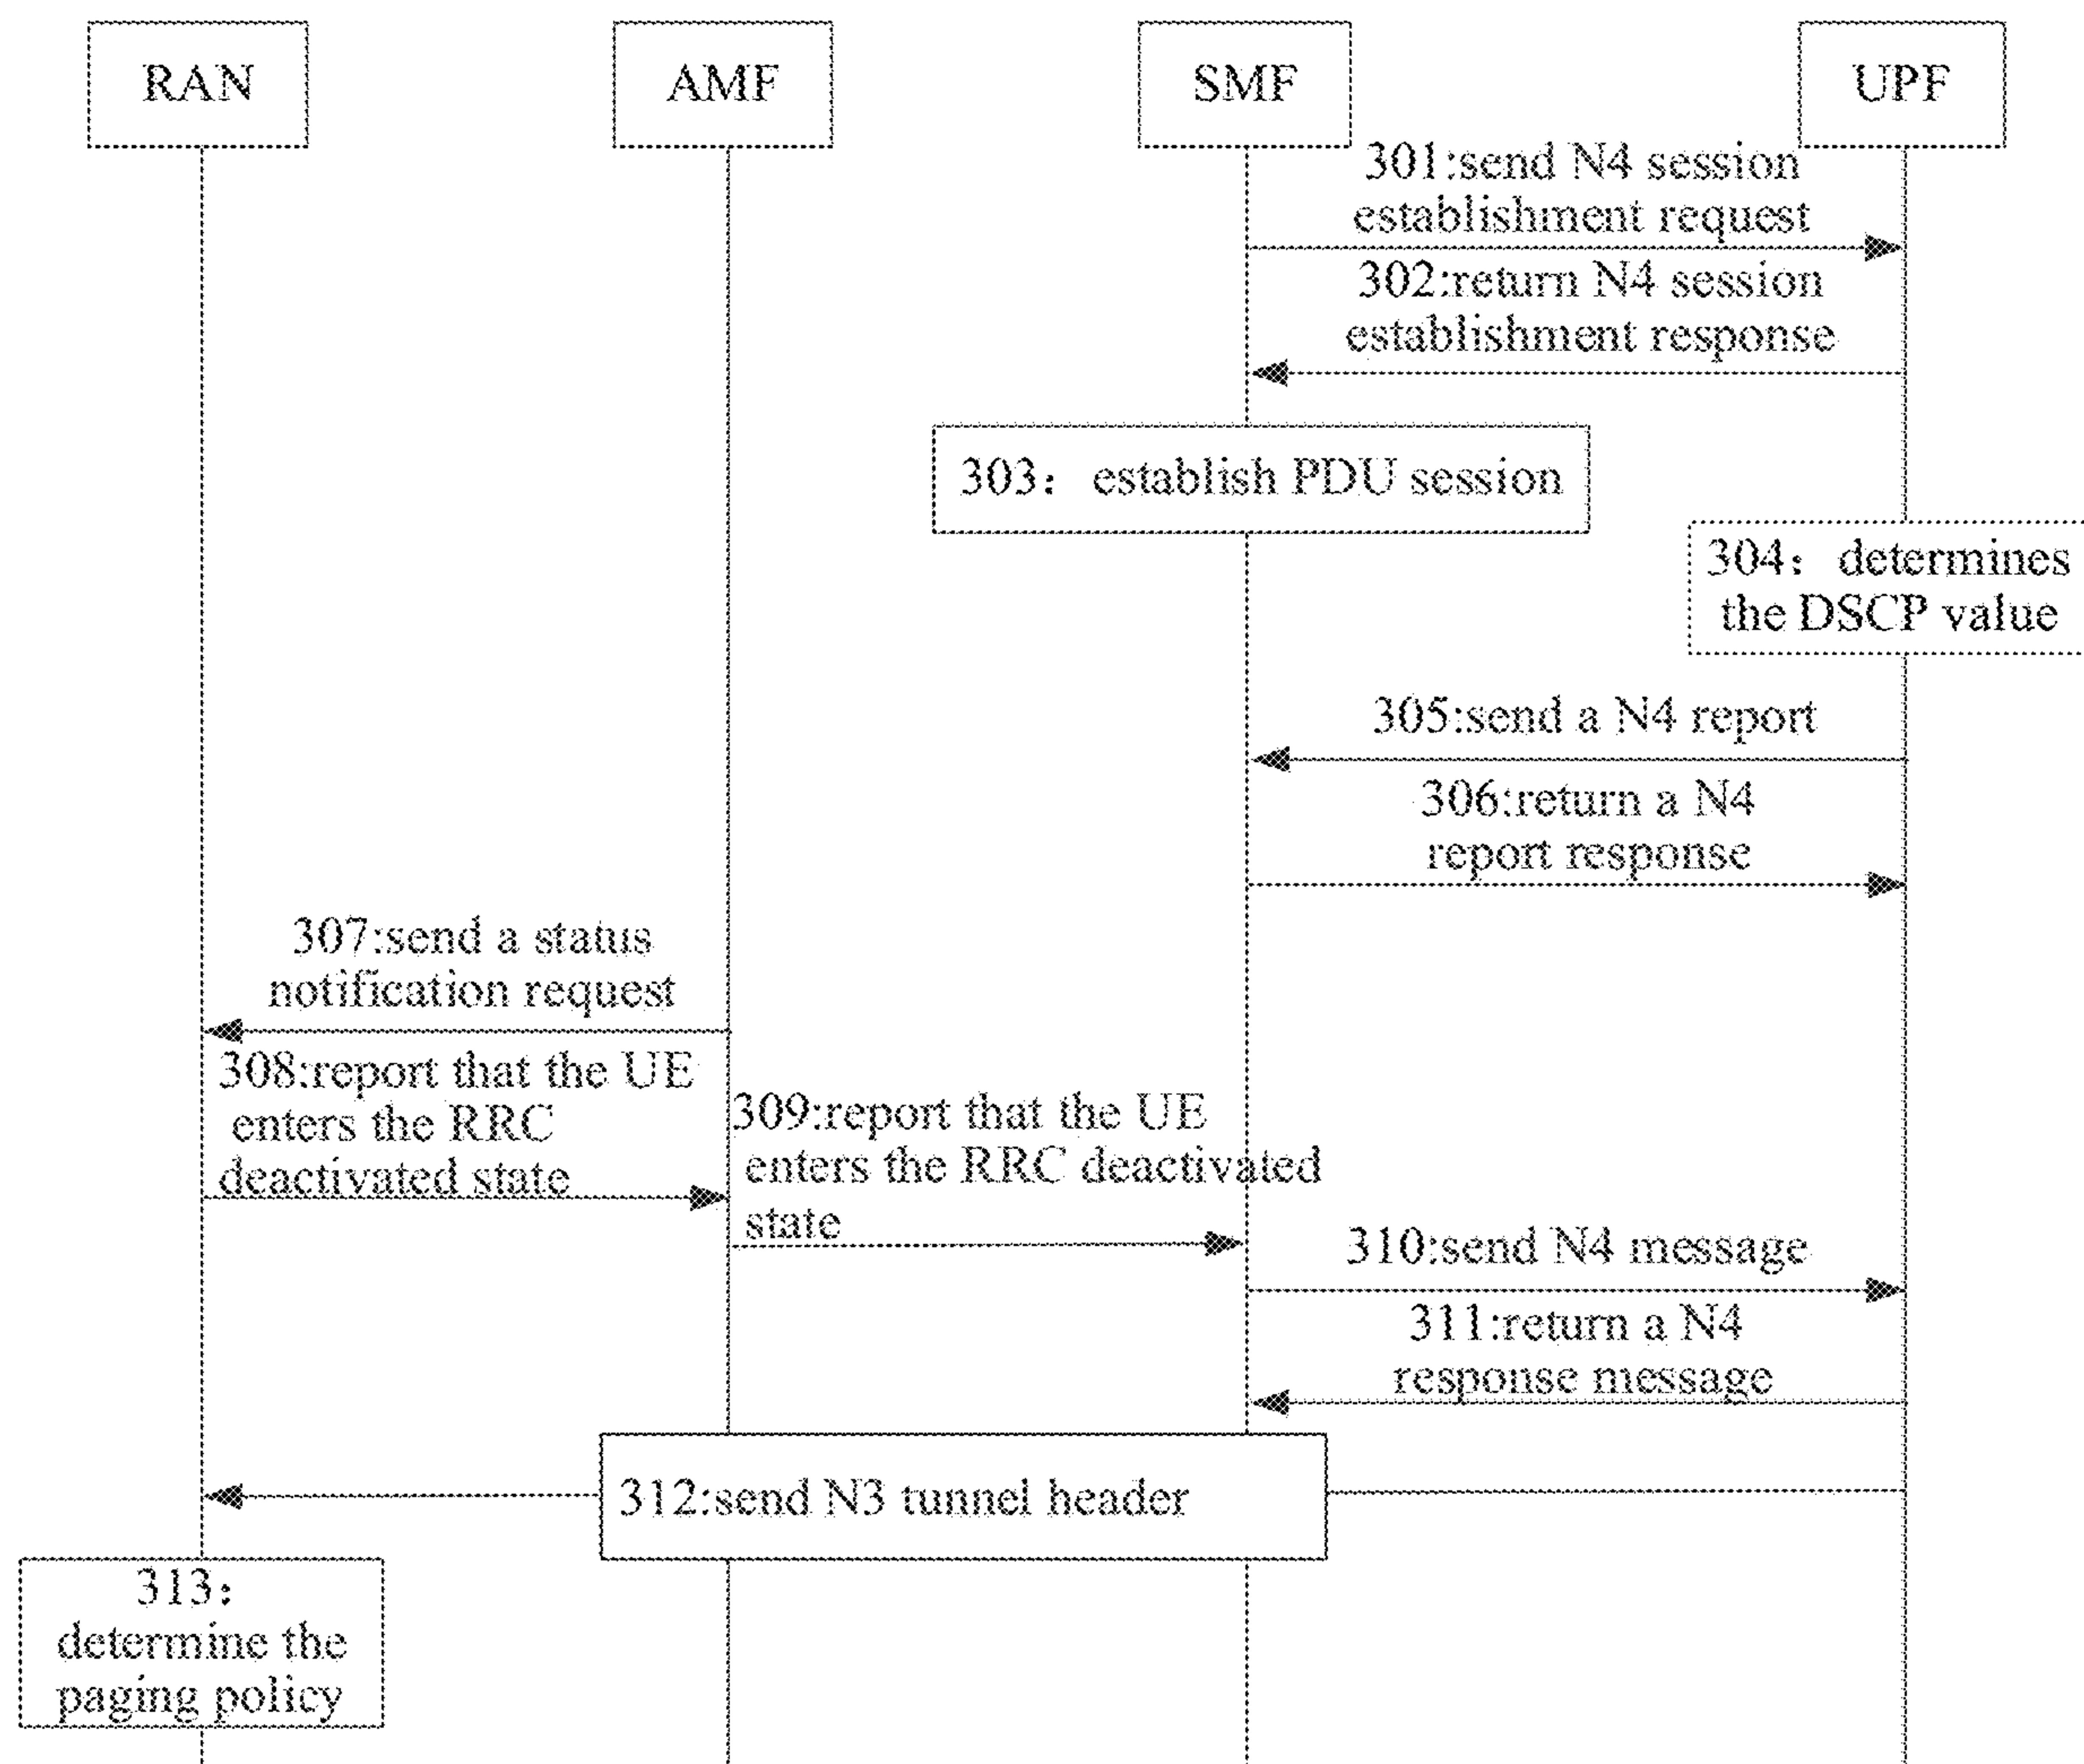 RAN
AMF
SMF
UPF
301:send N4 session
establishment request
302:return N4 session
establishment response
303：establish PDU session
304：determines
the DSCP value
305:send a N4 report
306:return a N4
report response
307:send a status
notification request
308:report that the UE
enters the RRC
deactivated state
309:report that the UE
enters the RRC deactivated
state
310:send N4 message
311:return a N4
response message
312:send N3 tunnel header
313：
determine the
paging policy